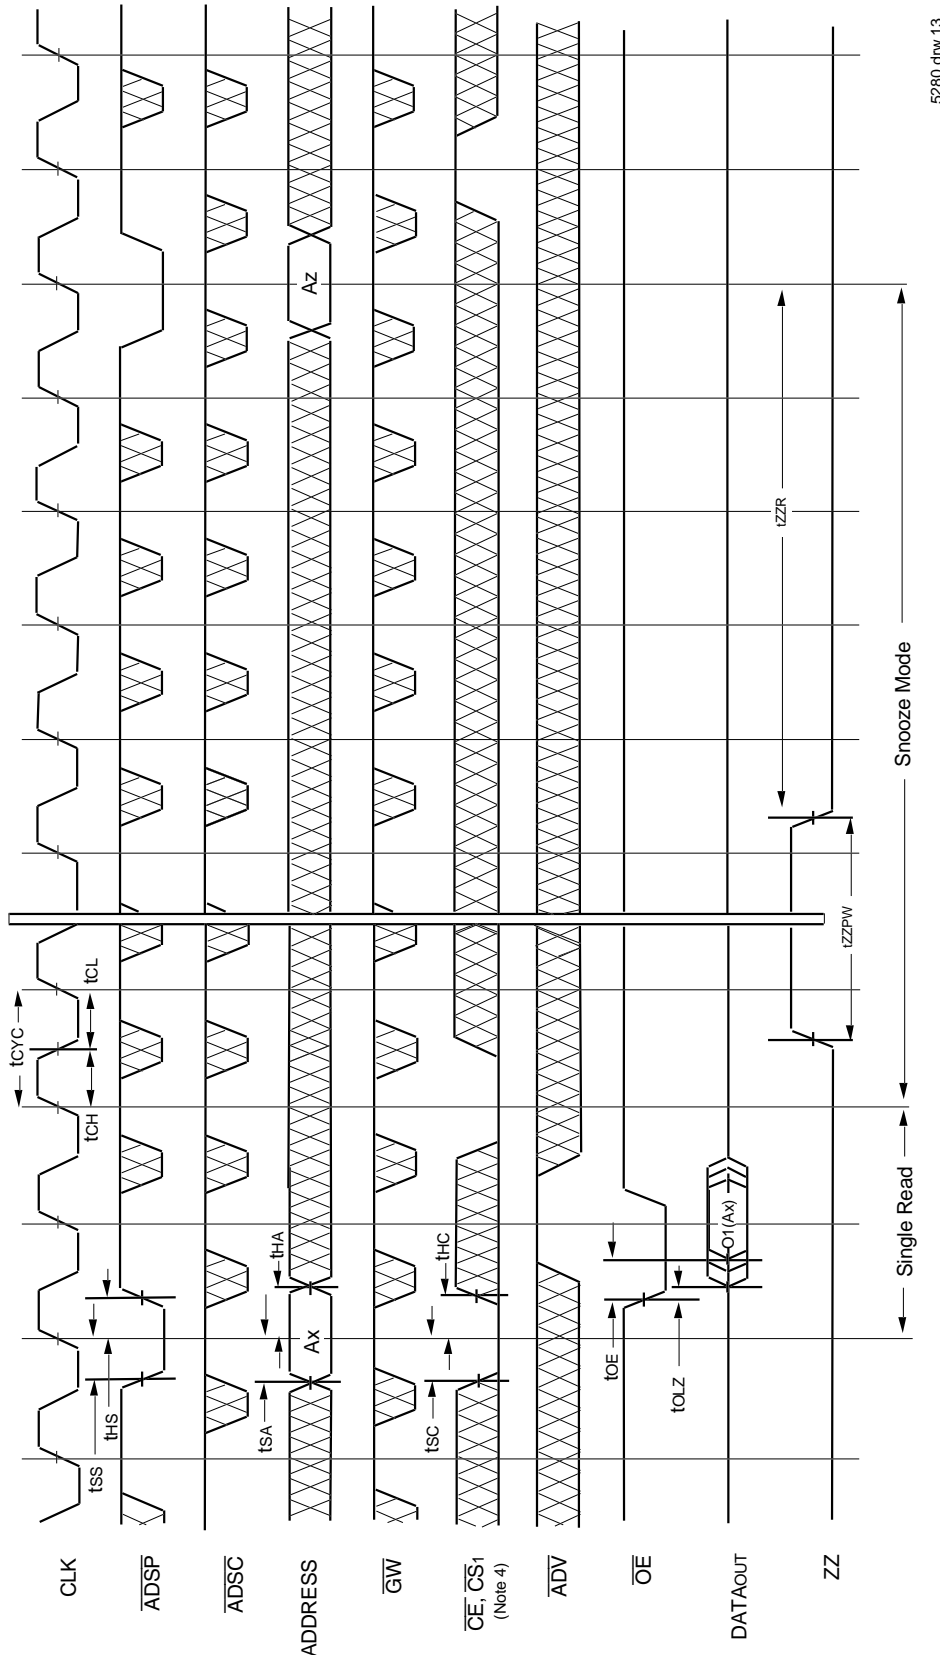 CLK
tSS
tHS
tCYC
tCH
tCL
ADSP
ADSC
ADDRESS
tSA
tHA
Ax
Az
GW
CE, CS1
(Note 4)
tSC
tHC
ADV
OE
tOE
tOLZ
DATAOUT
O1(Ax)
tZZR
ZZ
tZZPW
Single Read
Snooze Mode
5280 drw 13